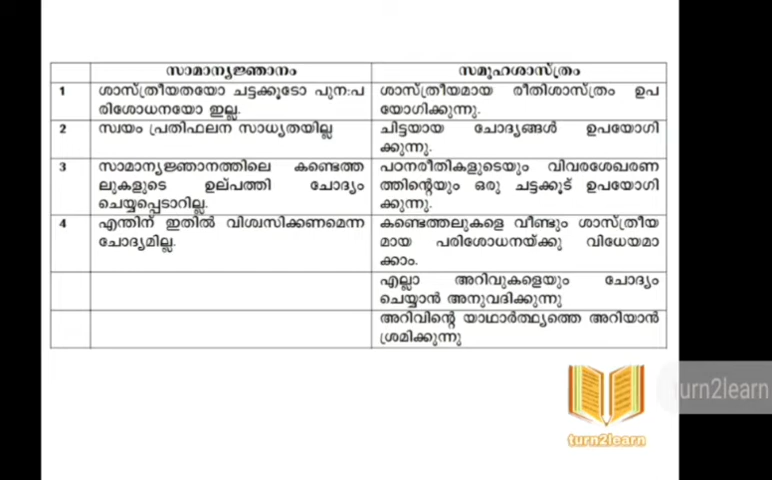 സാമാന്യജ്ഞാനം സമൂഹശാസ്ത്രം
1 ശാസ്ത്രീയതയോ ചട്ടക്കൂടോ പുനഃപ ശാസ്ത്രീയമായ രീതിശാസ്ത്രം ഉപ
രിശോധനയോ ഇല്ല. യോഗിക്കുന്നു.
2 സ്വയം പ്രതിഫലന സാധ്യതയില്ല ചിട്ടയായ ചോദ്യങ്ങൾ ഉപയോഗി
ക്കുന്നു.
3 സാമാന്യജ്ഞാനത്തിലെ കണ്ടെത്ത പഠനരീതികളുടെയും വിവരശേഖരണ
ലുകളുടെ ഉല്പത്തി ചോദ്യം ത്തിന്റെയും ഒരു ചട്ടക്കൂട് ഉപയോഗി
ചെയ്യപ്പെടാറില്ല. ക്കുന്നു.
4 എന്തിന് ഇതിൽ വിശ്വസിക്കണമെന്ന കണ്ടെത്തലുകളെ വീണ്ടും ശാസ്ത്രീയ
ചോദ്യമില്ല. മായ പരിശോധനയ്ക്കു വിധേയമാ
ക്കാം.
എല്ലാ അറിവുകളെയും ചോദ്യം
ചെയ്യാൻ അനുവദിക്കുന്നു
അറിവിന്റെ യാഥാർത്ഥ്യത്തെ അറിയാൻ
ശ്രമിക്കുന്നു
turn2learn
turn2learn